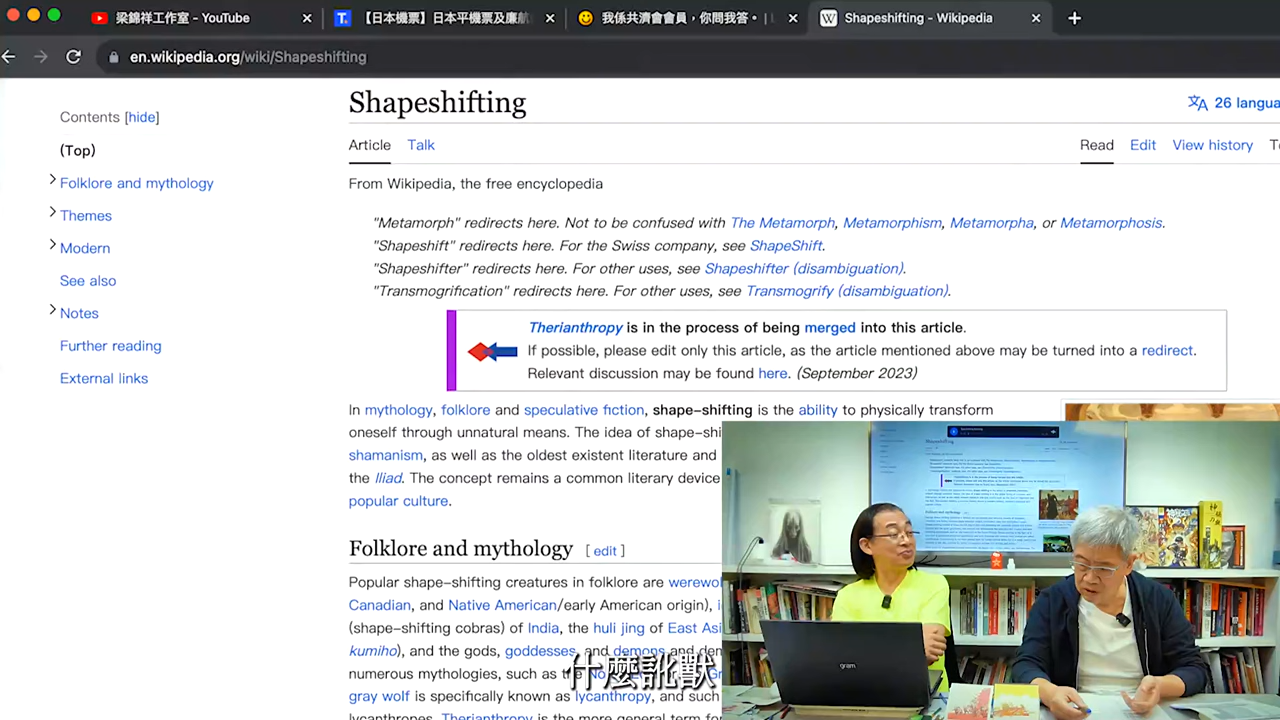 梁錦祥工作室 - YouTube
【日本機票】日本平機票及廉航
我係共濟會會員，你問我答。 |
Shapeshifting - Wikipedia
en.wikipedia.org/wiki/Shapeshifting
Contents [hide]
(Top)
Folklore and mythology
Themes
Modern
See also
Notes
Further reading
External links
Shapeshifting
26 langua
Article Talk Read Edit View history
From Wikipedia, the free encyclopedia
"Metamorph" redirects here. Not to be confused with The Metamorph, Metamorphism, Metamorpha, or Metamorphosis.
"Shapeshift" redirects here. For the Swiss company, see ShapeShift.
"Shapeshifter" redirects here. For other uses, see Shapeshifter (disambiguation).
"Transmogrification" redirects here. For other uses, see Transmogrify (disambiguation).
Therianthropy is in the process of being merged into this article.
If possible, please edit only this article, as the article mentioned above may be turned into a redirect.
Relevant discussion may be found here. (September 2023)
In mythology, folklore and speculative fiction, shape-shifting is the ability to physically transform
oneself through unnatural means. The idea of shape-shi
shamanism, as well as the oldest existent literature and
the Iliad. The concept remains a common literary devic
popular culture.
Folklore and mythology [ edit ]
Popular shape-shifting creatures in folklore are werewol
Canadian, and Native American/early American origin), i
(shape-shifting cobras) of India, the huli jing of East Asi
kumiho), and the gods, goddesses, and demons and dem
numerous mythologies, such as the
gray wolf is specifically known as lycanthropy, and such
lycanthropes. Therianthropy is the more general term for
什麼訛獸
gram